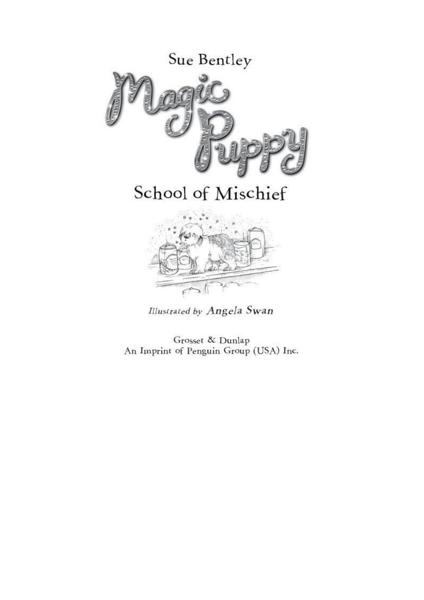 Sue Bentley
Magic
Puppy
School of Mischief
Illustrated by Angela Swan
Grosset & Dunlap
An Imprint of Penguin Group (USA) Inc.